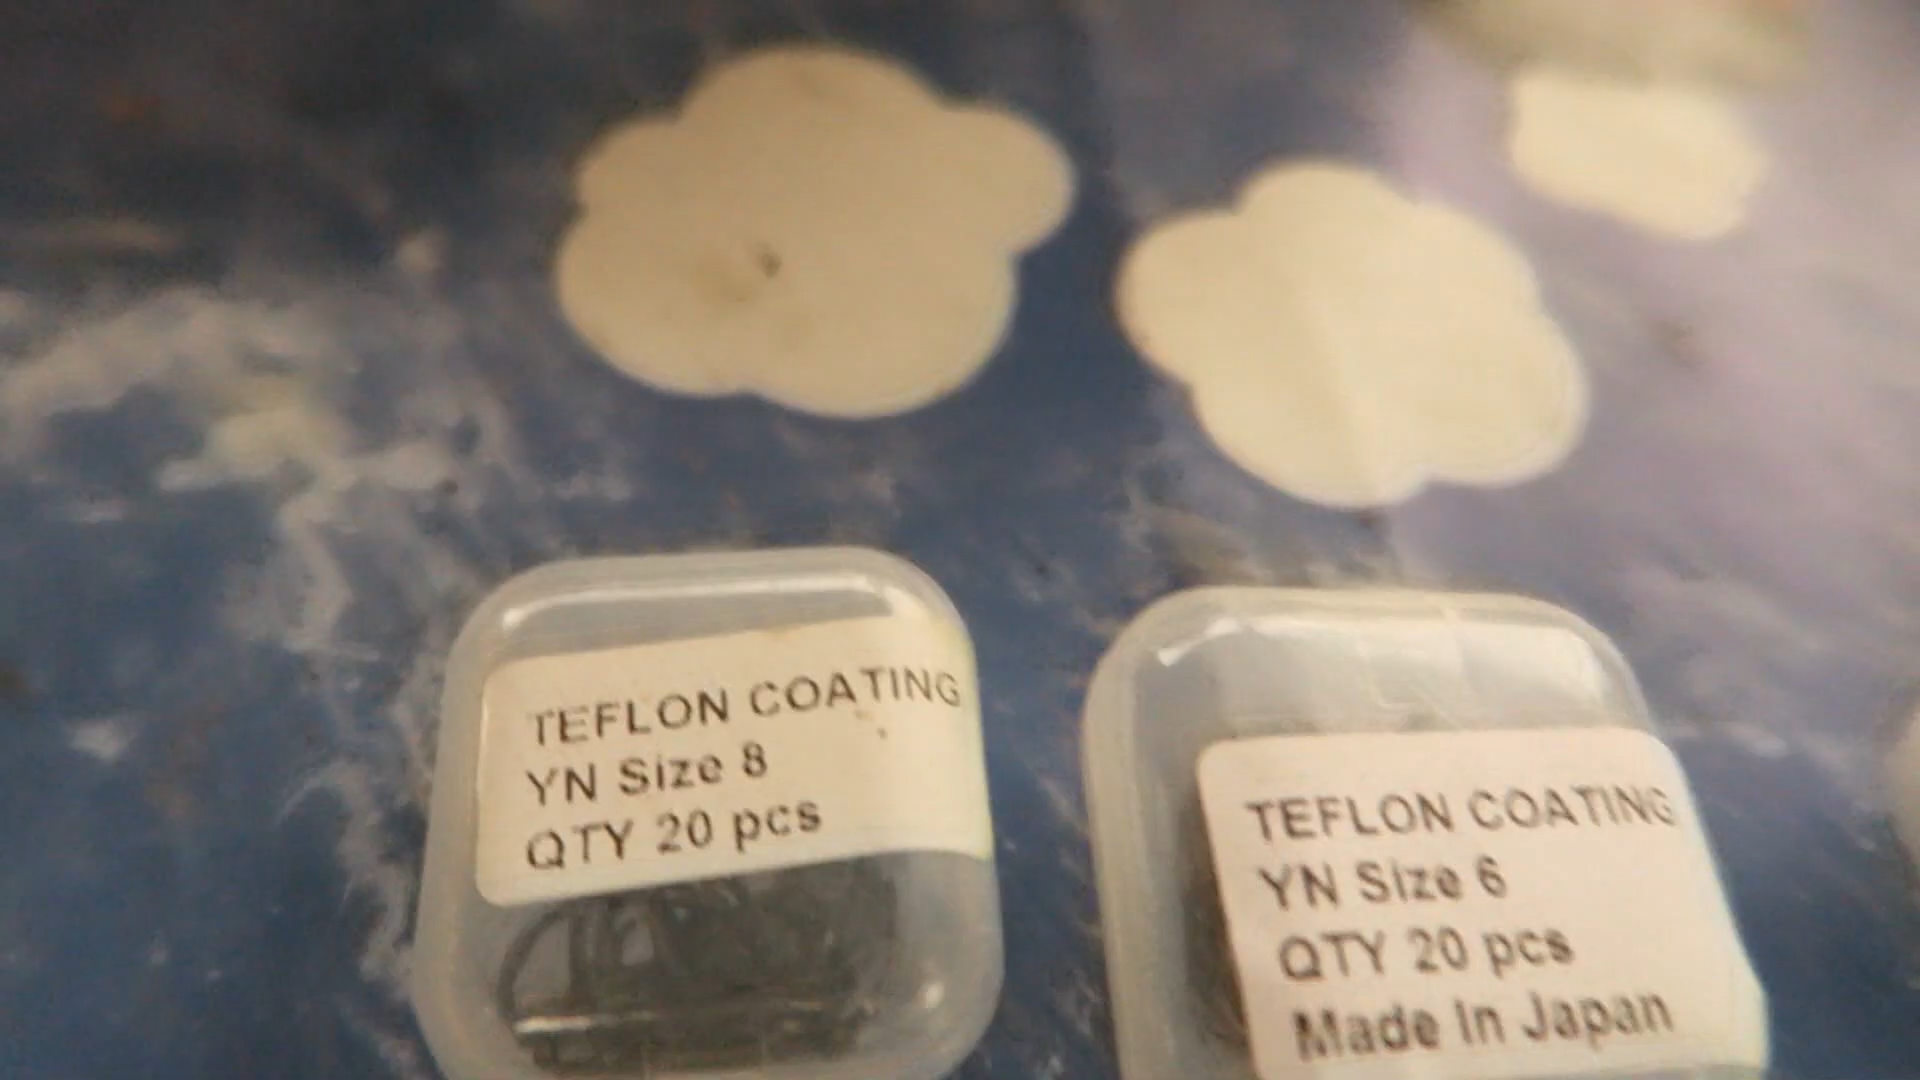 TEFLON COATING
YN Size 8
QTY 20 pcs
TEFLON COATING
YN Size 6
QTY 20 pcs
Made In Japan